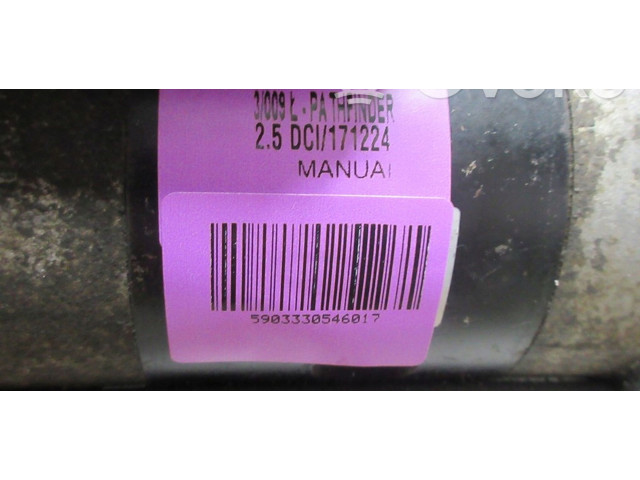 3/009 Ł - PATHFINDER
2.5 DCI/171224
MANUAL
5903330546017